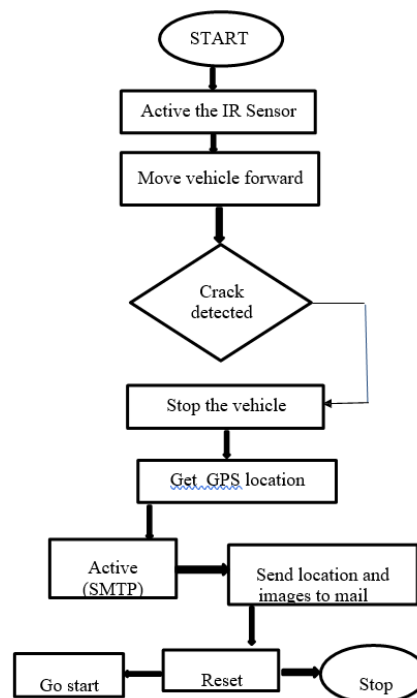 START
Active the IR Sensor
Move vehicle forward
Crack
detected
Stop the vehicle
Get GPS location
Active
(SMTP)
Send location and
images to mail
Go start
Reset
Stop